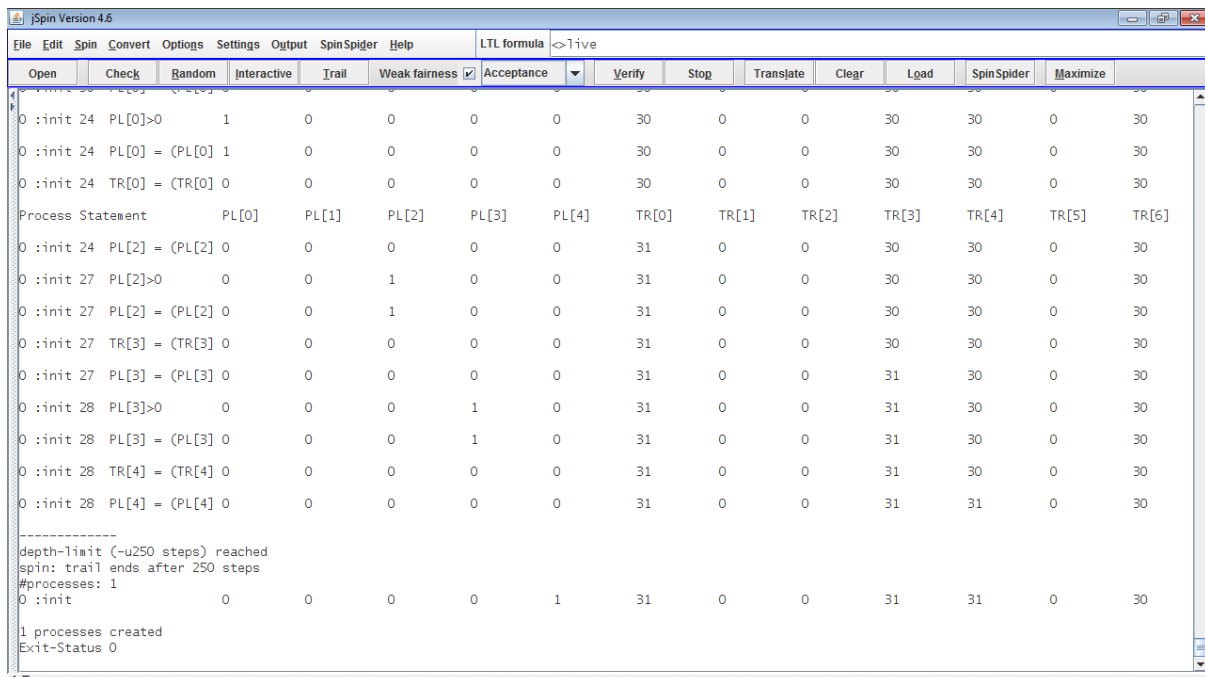 jSpin Version 4.6
File Edit Spin Convert Options Settings Output SpinSpider Help LTL formula <>live
Open Check Random Interactive Trail Weak fairness Acceptance Verify Stop Translate Clear Load SpinSpider Maximize
0 :init 24 PL[0]>0 1 0 0 0 0 30 0 0 30 30 0 30
0 :init 24 PL[0] = (PL[0] 1 0 0 0 0 30 0 0 30 30 0 30
0 :init 24 TR[0] = (TR[0] 0 0 0 0 0 30 0 0 30 30 0 30
Process Statement PL[0] PL[1] PL[2] PL[3] PL[4] TR[0] TR[1] TR[2] TR[3] TR[4] TR[5] TR[6]
0 :init 24 PL[2] = (PL[2] 0 0 0 0 0 31 0 0 30 30 0 30
0 :init 27 PL[2]>0 0 0 1 0 0 31 0 0 30 30 0 30
0 :init 27 PL[2] = (PL[2] 0 0 1 0 0 31 0 0 30 30 0 30
0 :init 27 TR[3] = (TR[3] 0 0 0 0 0 31 0 0 30 30 0 30
0 :init 27 PL[3] = (PL[3] 0 0 0 0 0 31 0 0 31 30 0 30
0 :init 28 PL[3]>0 0 0 0 1 0 31 0 0 31 30 0 30
0 :init 28 PL[3] = (PL[3] 0 0 0 1 0 31 0 0 31 30 0 30
0 :init 28 TR[4] = (TR[4] 0 0 0 0 0 31 0 0 31 30 0 30
0 :init 28 PL[4] = (PL[4] 0 0 0 0 0 31 0 0 31 31 0 30
-------------
depth-limit (-u250 steps) reached
spin: trail ends after 250 steps
#processes: 1
0 :init 0 0 0 0 1 31 0 0 31 31 0 30
1 processes created
Exit-Status 0